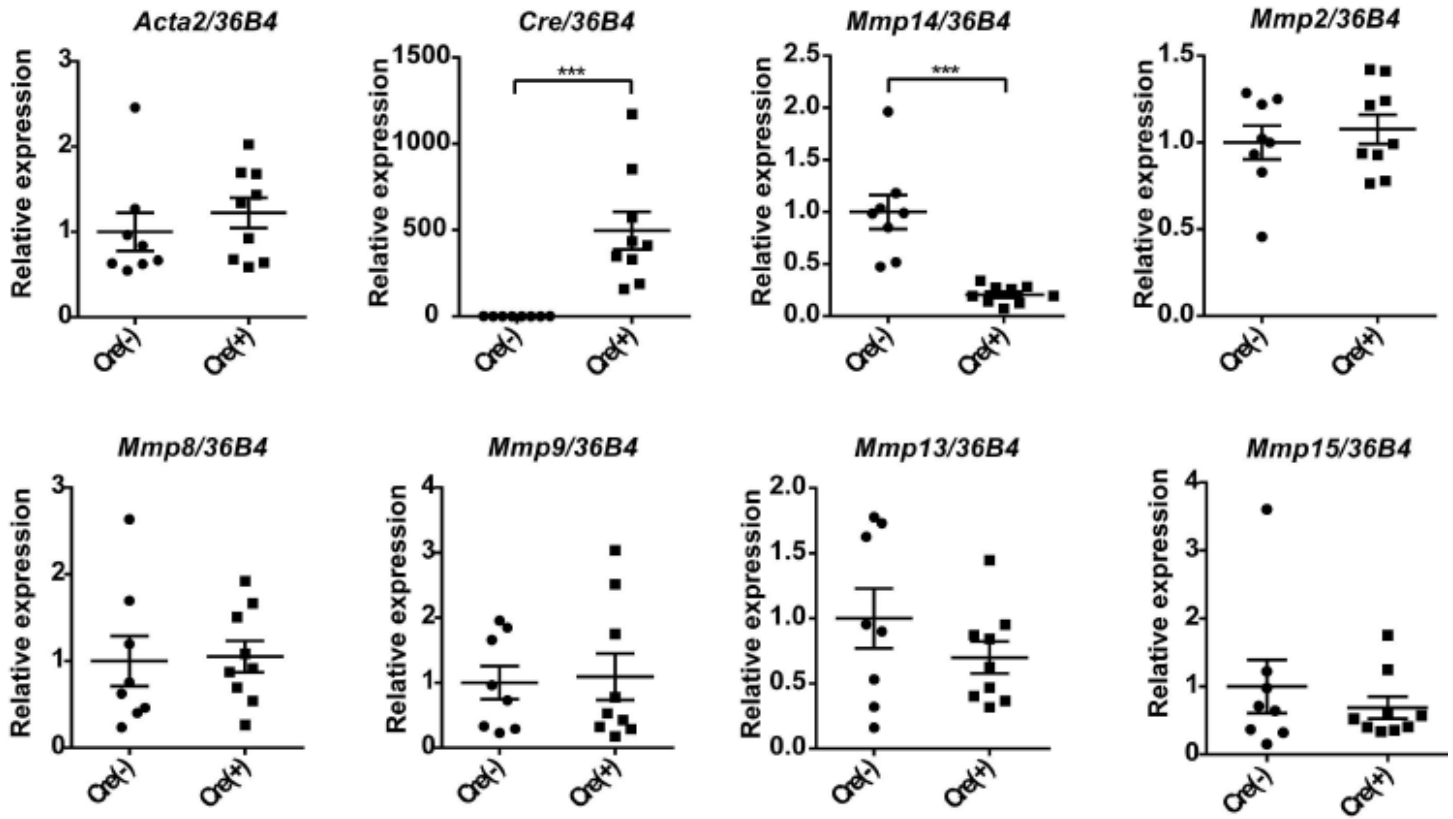 Acta2/36B4
Cre/36B4
Mmp14/36B4
Mmp2/36B4
Relative expression
3
2
1
0
Cre(-)
Cre(+)
Relative expression
1500
1000
500
0
***
Cre(-)
Cre(+)
Relative expression
2.5
2.0
1.5
1.0
0.5
0.0
***
Cre(-)
Cre(+)
Relative expression
1.5
1.0
0.5
0.0
Cre(-)
Cre(+)
Mmp8/36B4
Mmp9/36B4
Mmp13/36B4
Mmp15/36B4
Relative expression
3
2
1
0
Cre(-)
Cre(+)
Relative expression
4
3
2
1
0
Cre(-)
Cre(+)
Relative expression
2.0
1.5
1.0
0.5
0.0
Cre(-)
Cre(+)
Relative expression
4
3
2
1
0
Cre(-)
Cre(+)